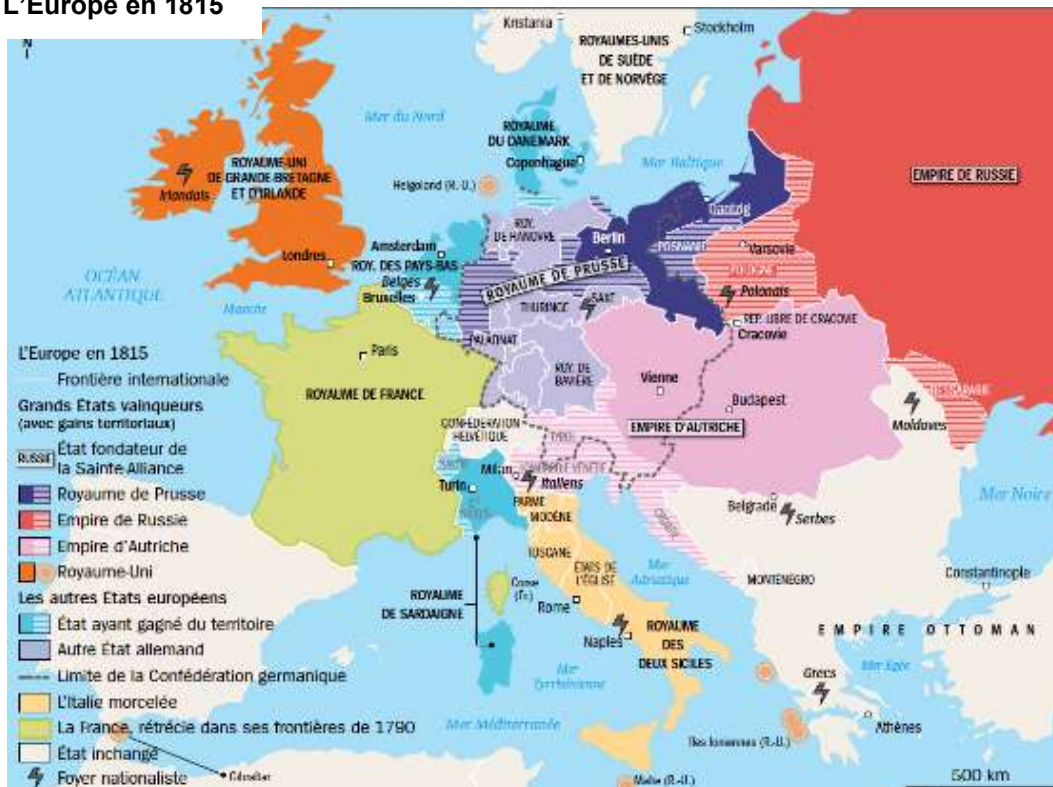 L'Europe en 1815
N
Kristania
Stockholm
ROYAUMES-UNIS
DE SUÈDE
ET DE NORVÈGE
Mer du Nord
ROYAUME
DU DANEMARK
Copenhague
Mer Baltique
EMPIRE DE RUSSIE
ROYAUME-UNI
DE GRANDE-BRETAGNE
ET D'IRLANDE
Irlandais
Helgoland (R.-U.)
Londres
Amsterdam
ROY. DES PAYS-BAS
Belges
Bruxelles
ROY.
DE HANOVRE
Berlin
Dantzig
POSNANIE
Varsovie
POLOGNE
Polonais
ROYAUME DE PRUSSE
THURINGE
SAXE
RÉP. LIBRE DE CRACOVIE
Cracovie
OCÉAN
ATLANTIQUE
Manche
Paris
PALATINAT
ROY. DE
BAVIÈRE
Vienne
Budapest
ROYAUME DE FRANCE
EMPIRE D'AUTRICHE
BESSARABIE
Moldaves
CONFÉDÉRATION
HELVÉTIQUE
TYROL
Milan
Italiens
Turin
PARME
MODÈNE
Belgrade
Serbes
Mer Noire
TOSCANE
ÉTATS DE
L'ÉGLISE
Mer
Adriatique
MONTÉNÉGRO
Constantinople
Corse
(Fr.)
Rome
ROYAUME
DE SARDAIGNE
Naples
ROYAUME
DES
DEUX SICILES
EMPIRE OTTOMAN
Mer
Tyrrhénienne
Grecs
Mer Egée
Athènes
Mer Méditerranée
Iles Ioniennes (R.-U.)
Gibraltar
Malte (R.-U.)
500 km
L'Europe en 1815
Frontière internationale
Grands États vainqueurs
(avec gains territoriaux)
RUSSIE État fondateur de
la Sainte Alliance
Royaume de Prusse
Empire de Russie
Empire d'Autriche
Royaume-Uni
Les autres Etats européens
État ayant gagné du territoire
Autre État allemand
Limite de la Confédération germanique
L'Italie morcelée
La France, rétrécie dans ses frontières de 1790
État inchangé
Foyer nationaliste